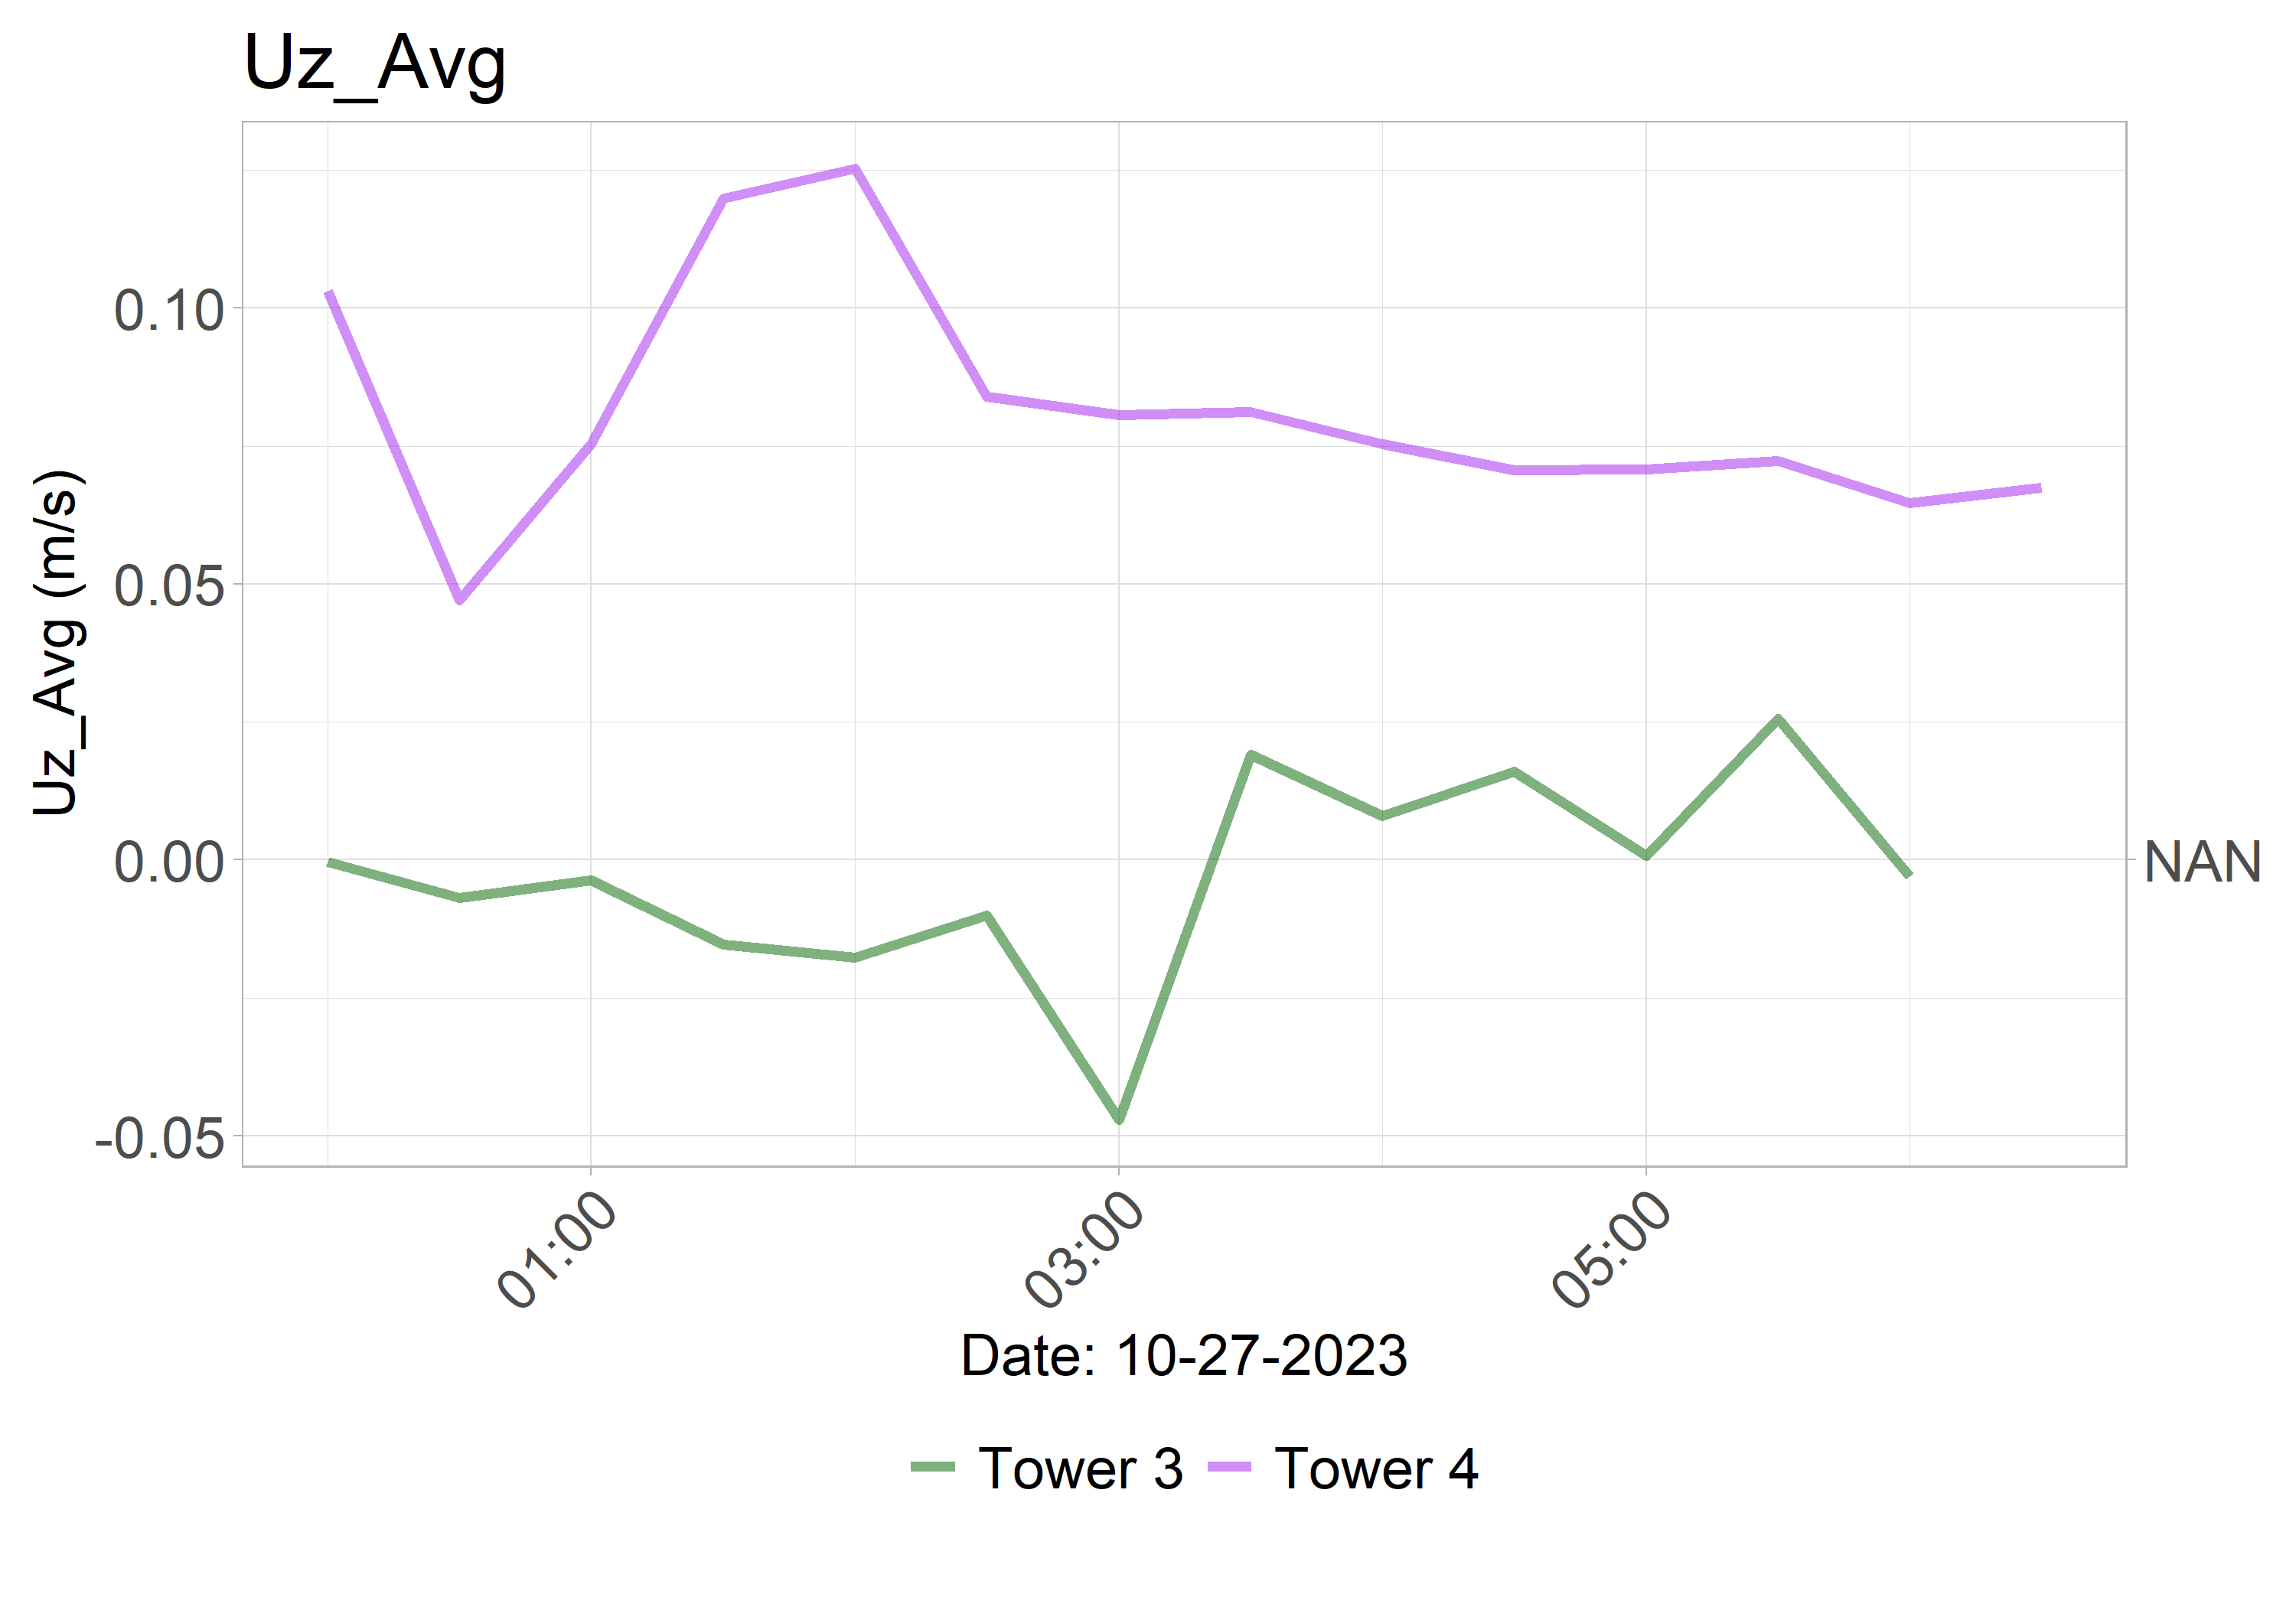 Uz_Avg
Uz_Avg (m/s)
0.10
0.05
0.00
-0.05
NAN
01:00
03:00
05:00
Date: 10-27-2023
Tower 3
Tower 4